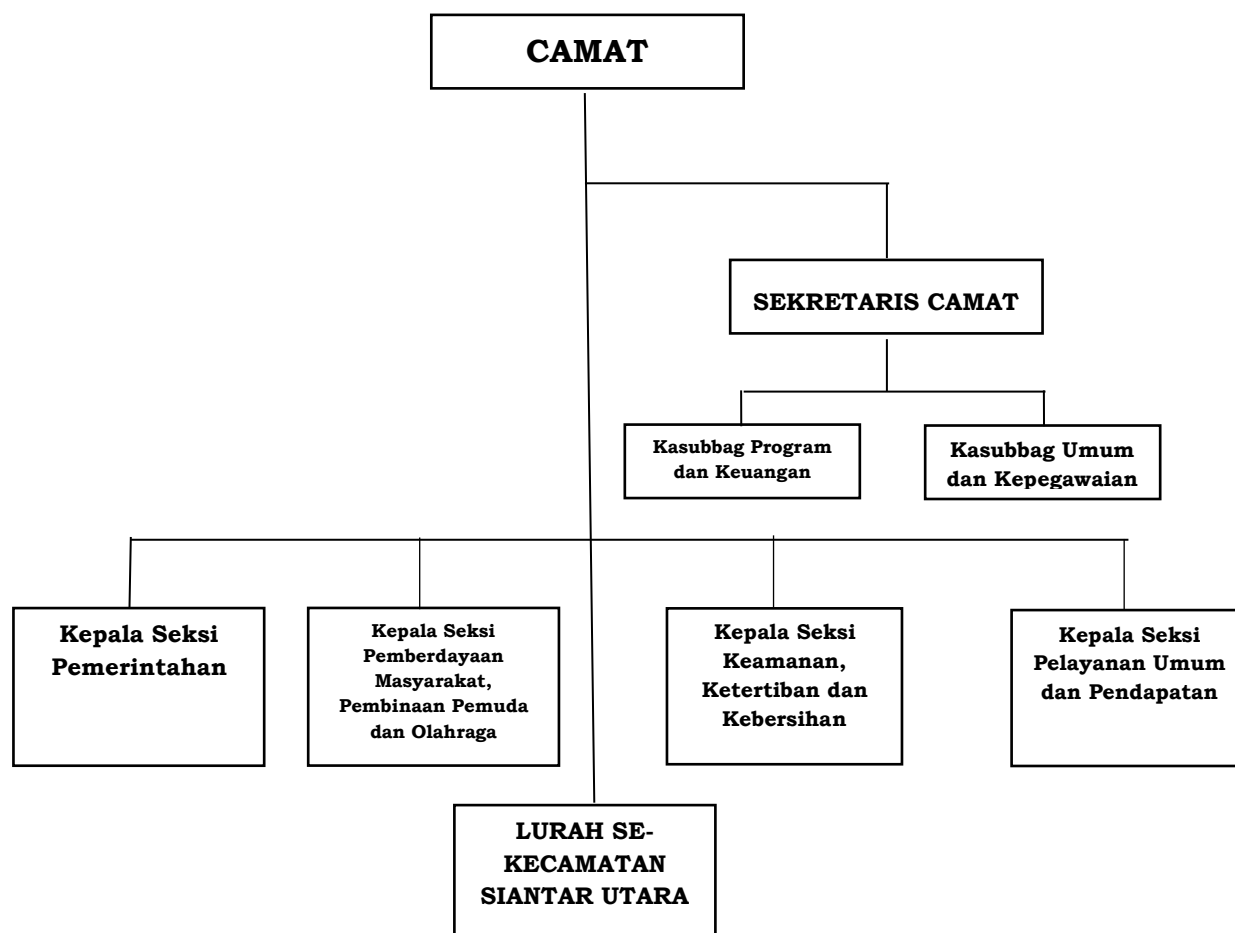 CAMAT
SEKRETARIS CAMAT
Kasubbag Program
dan Keuangan
Kasubbag Umum
dan Kepegawaian
Kepala Seksi
Pemerintahan
Kepala Seksi
Pemberdayaan
Masyarakat,
Pembinaan Pemuda
dan Olahraga
Kepala Seksi
Keamanan,
Ketertiban dan
Kebersihan
Kepala Seksi
Pelayanan Umum
dan Pendapatan
LURAH SE-
KECAMATAN
SIANTAR UTARA